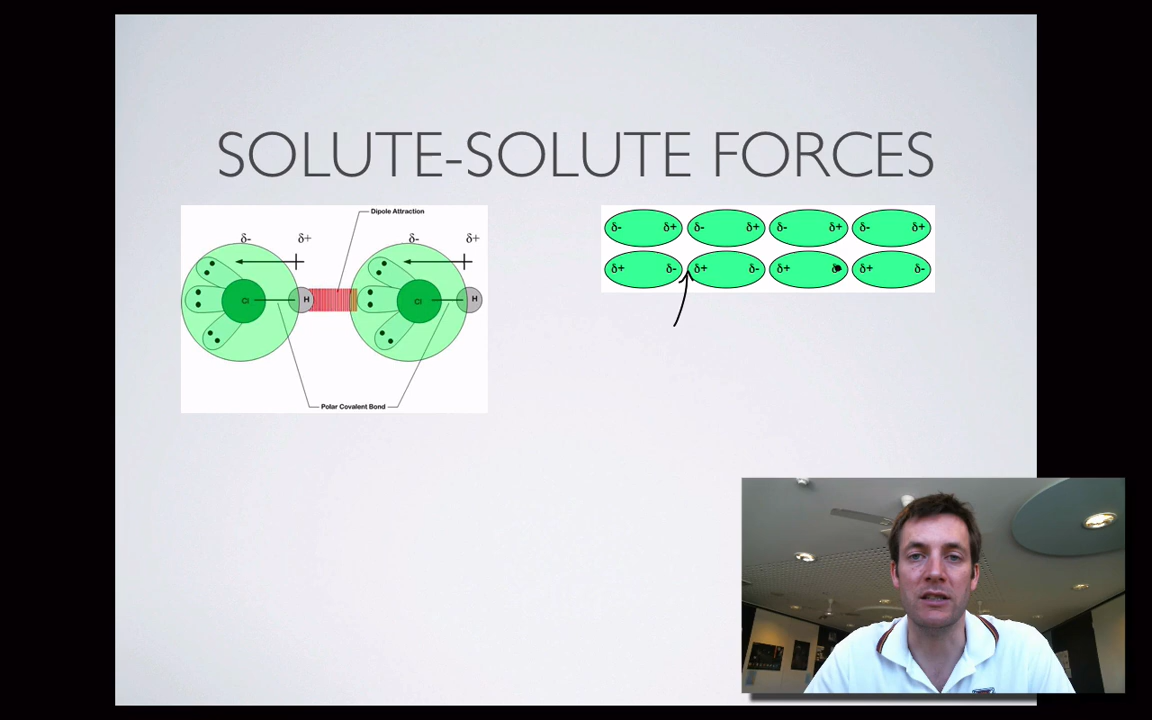 SOLUTE-SOLUTE FORCES
Dipole Attraction
δ- δ+ δ- δ+
Cl H Cl H
Polar Covalent Bond
δ- δ+ δ- δ+ δ- δ+ δ- δ+
δ+ δ- δ+ δ- δ+ δ+ δ-